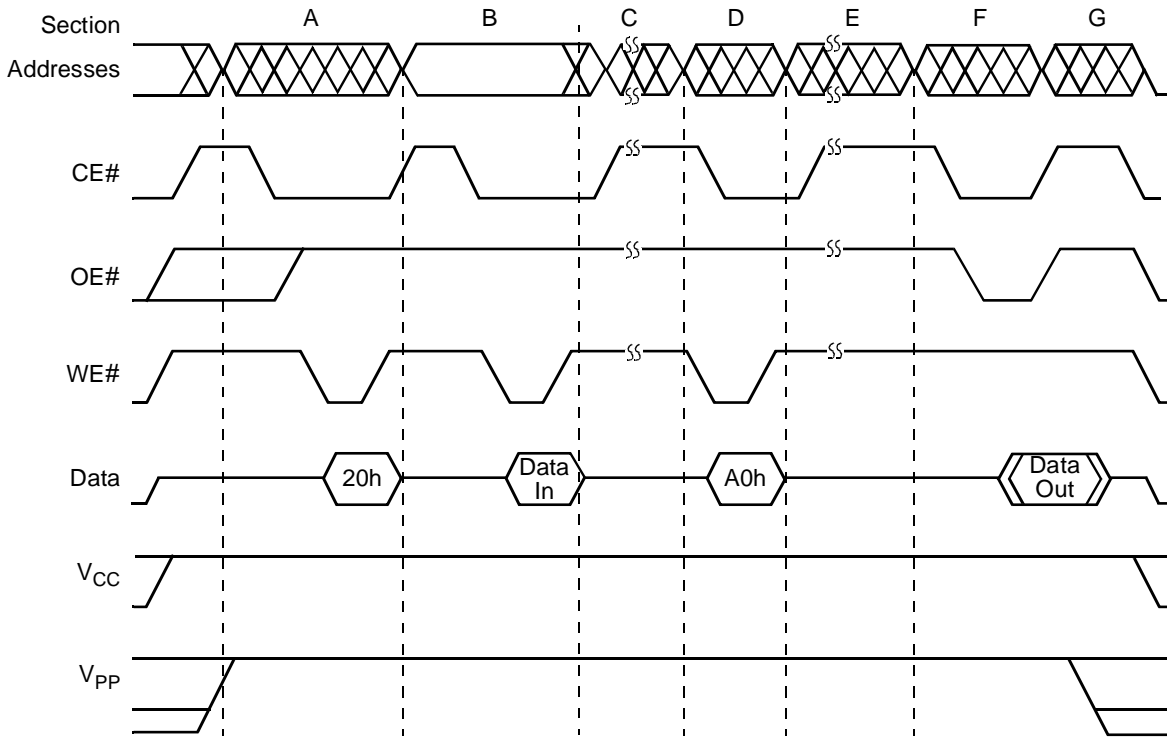 Section A B C D E F G
Addresses
CE#
OE#
WE#
Data 20h Data In A0h Data Out
VCC
VPP